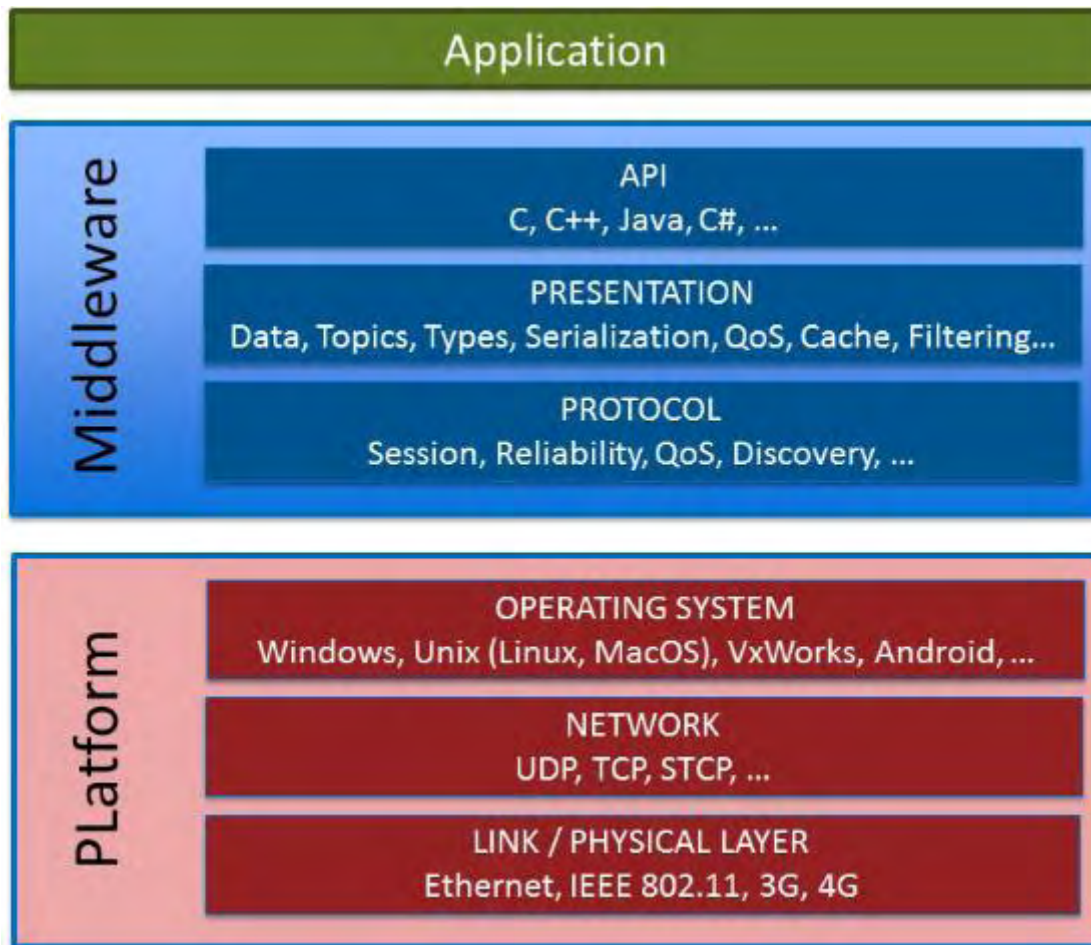 Application
Middleware
API
C, C++, Java, C#, ...
PRESENTATION
Data, Topics, Types, Serialization, QoS, Cache, Filtering...
PROTOCOL
Session, Reliability, QoS, Discovery, ...
PLatform
OPERATING SYSTEM
Windows, Unix (Linux, MacOS), VxWorks, Android, ...
NETWORK
UDP, TCP, STCP, ...
LINK / PHYSICAL LAYER
Ethernet, IEEE 802.11, 3G, 4G